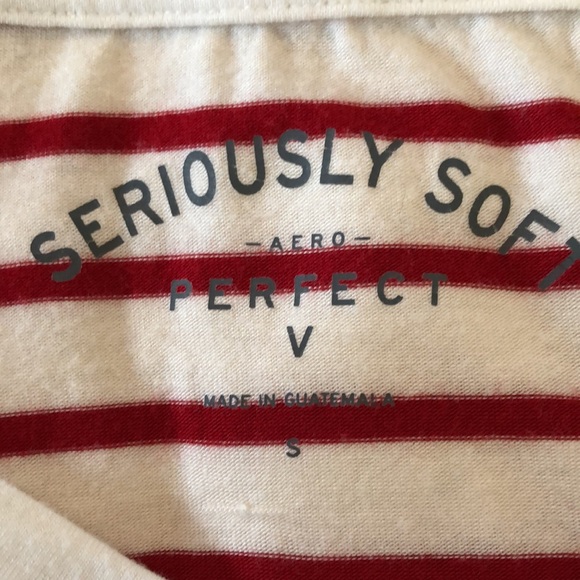 SERIOUSLY SOFT
—AERO—
PERFECT
V
MADE IN GUATEMALA
S